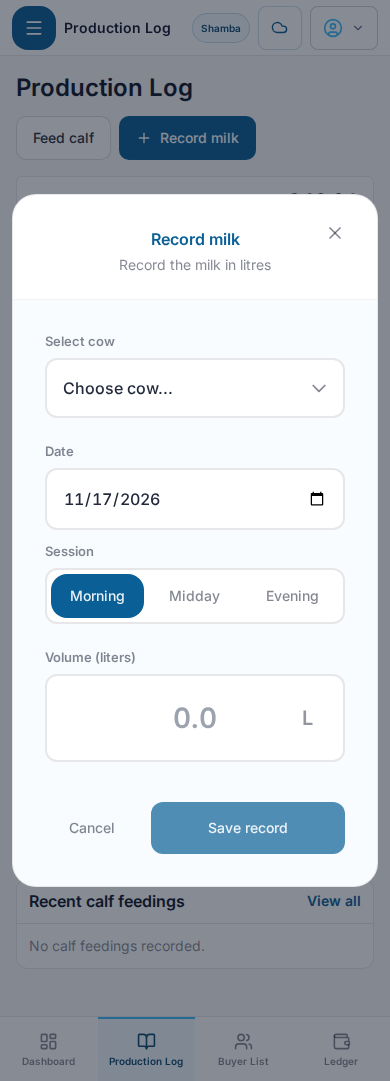 Production Log
Shamba
Production Log
Feed calf
Record milk
Record milk
Record the milk in litres
Select cow
Choose cow...
Date
11/17/2026
Session
Morning Midday Evening
Volume (liters)
0.0 L
Cancel Save record
Recent calf feedings View all
No calf feedings recorded.
Dashboard Production Log Buyer List Ledger